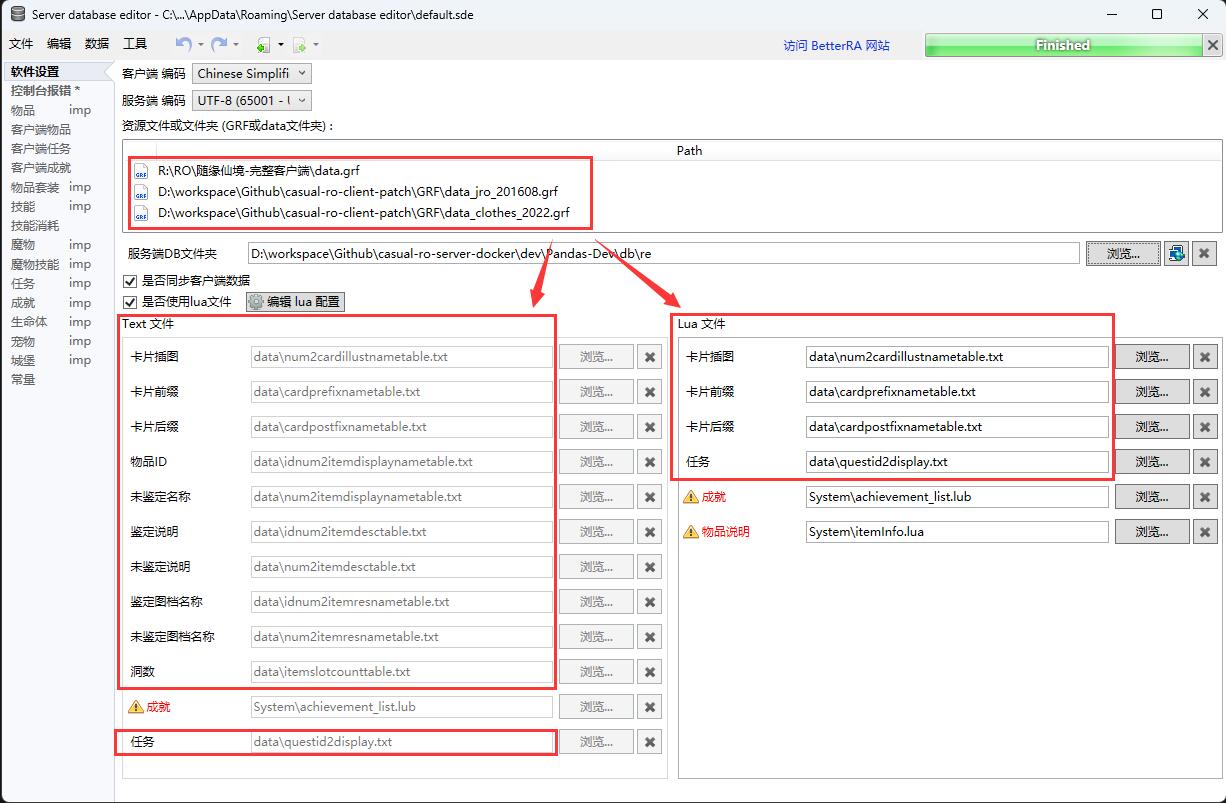 Server database editor - C:\...\AppData\Roaming\Server database editor\default.sde
文件 编辑 数据 工具 访问 BetterRA 网站 Finished
软件设置
控制台报错 *
物品 imp
客户端物品
客户端任务
客户端成就
物品套装 imp
技能 imp
技能消耗
魔物 imp
魔物技能 imp
任务 imp
成就 imp
生命体 imp
宠物 imp
城堡 imp
常量
客户端 编码 Chinese Simplifi
服务端 编码 UTF-8 (65001 - U
资源文件或文件夹 (GRF或data文件夹) :
Path
R:\RO\随缘仙境-完整客户端\data.grf
D:\workspace\Github\casual-ro-client-patch\GRF\data_jro_201608.grf
D:\workspace\Github\casual-ro-client-patch\GRF\data_clothes_2022.grf
服务端DB文件夹 D:\workspace\Github\casual-ro-server-docker\dev\Pandas-Dev\db\re 浏览...
是否同步客户端数据
是否使用lua文件 编辑 lua 配置
Text 文件
卡片插图 data\num2cardillustnametable.txt 浏览...
卡片前缀 data\cardprefixnametable.txt 浏览...
卡片后缀 data\cardpostfixnametable.txt 浏览...
物品ID data\idnum2itemdisplaynametable.txt 浏览...
未鉴定名称 data\num2itemdisplaynametable.txt 浏览...
鉴定说明 data\idnum2itemdesctable.txt 浏览...
未鉴定说明 data\num2itemdesctable.txt 浏览...
鉴定图档名称 data\idnum2itemresnametable.txt 浏览...
未鉴定图档名称 data\num2itemresnametable.txt 浏览...
洞数 data\itemslotcounttable.txt 浏览...
成就 System\achievement_list.lub 浏览...
任务 data\questid2display.txt 浏览...
Lua 文件
卡片插图 data\num2cardillustnametable.txt 浏览...
卡片前缀 data\cardprefixnametable.txt 浏览...
卡片后缀 data\cardpostfixnametable.txt 浏览...
任务 data\questid2display.txt 浏览...
成就 System\achievement_list.lub 浏览...
物品说明 System\itemInfo.lua 浏览...